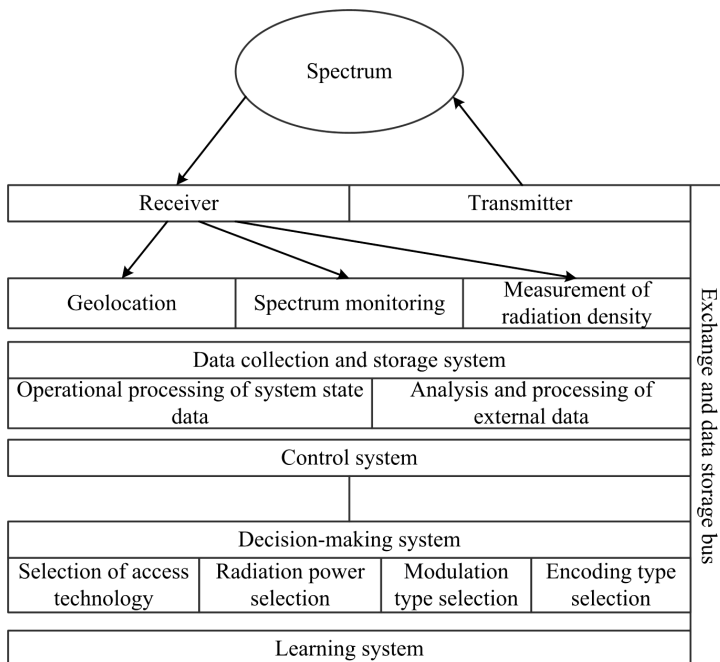 Spectrum
Receiver
Transmitter
Geolocation
Spectrum monitoring
Measurement of
radiation density
Data collection and storage system
Operational processing of system state
data
Analysis and processing of
external data
Control system
Decision-making system
Selection of access
technology
Radiation power
selection
Modulation
type selection
Encoding type
selection
Learning system
Exchange and data storage bus